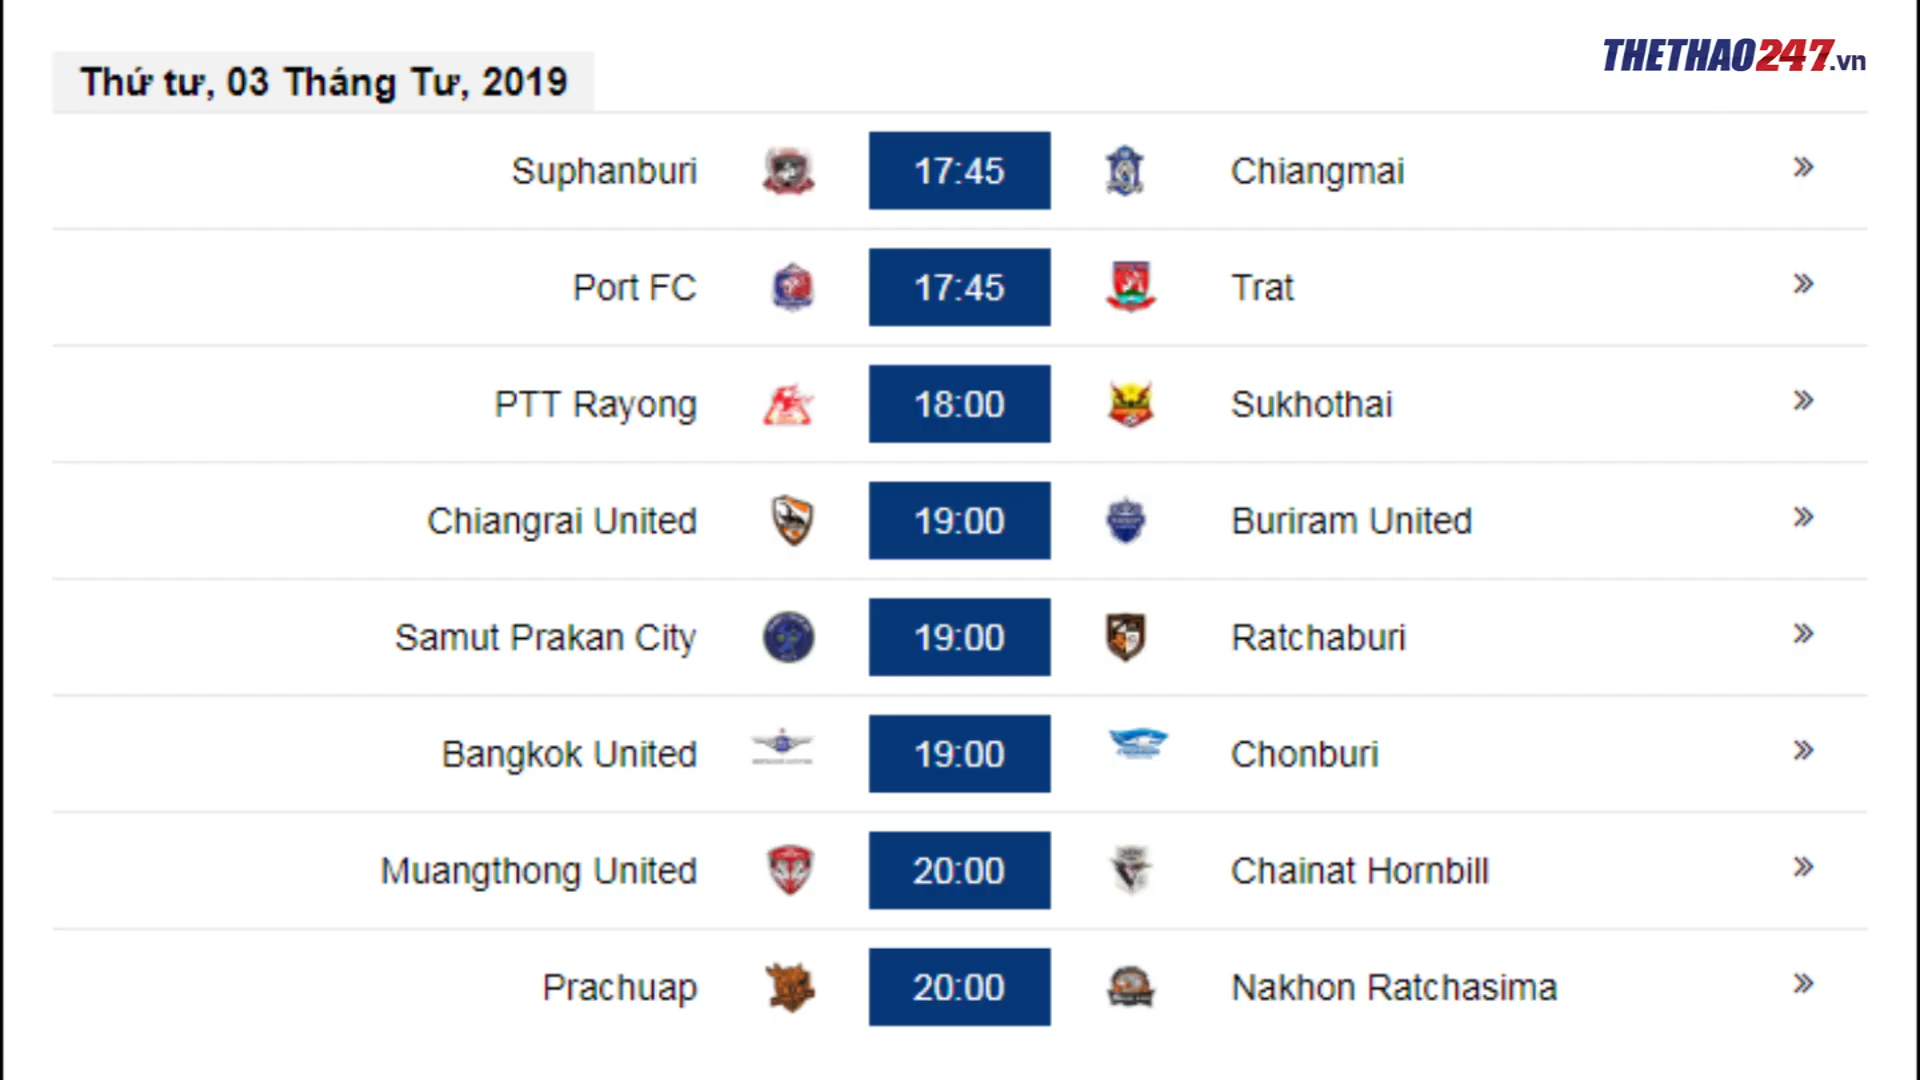 THETHAO247.vn
Thứ tư, 03 Tháng Tư, 2019
Suphanburi 17:45 Chiangmai »
Port FC 17:45 Trat »
PTT Rayong 18:00 Sukhothai »
Chiangrai United 19:00 Buriram United »
Samut Prakan City 19:00 Ratchaburi »
Bangkok United 19:00 Chonburi »
Muangthong United 20:00 Chainat Hornbill »
Prachuap 20:00 Nakhon Ratchasima »